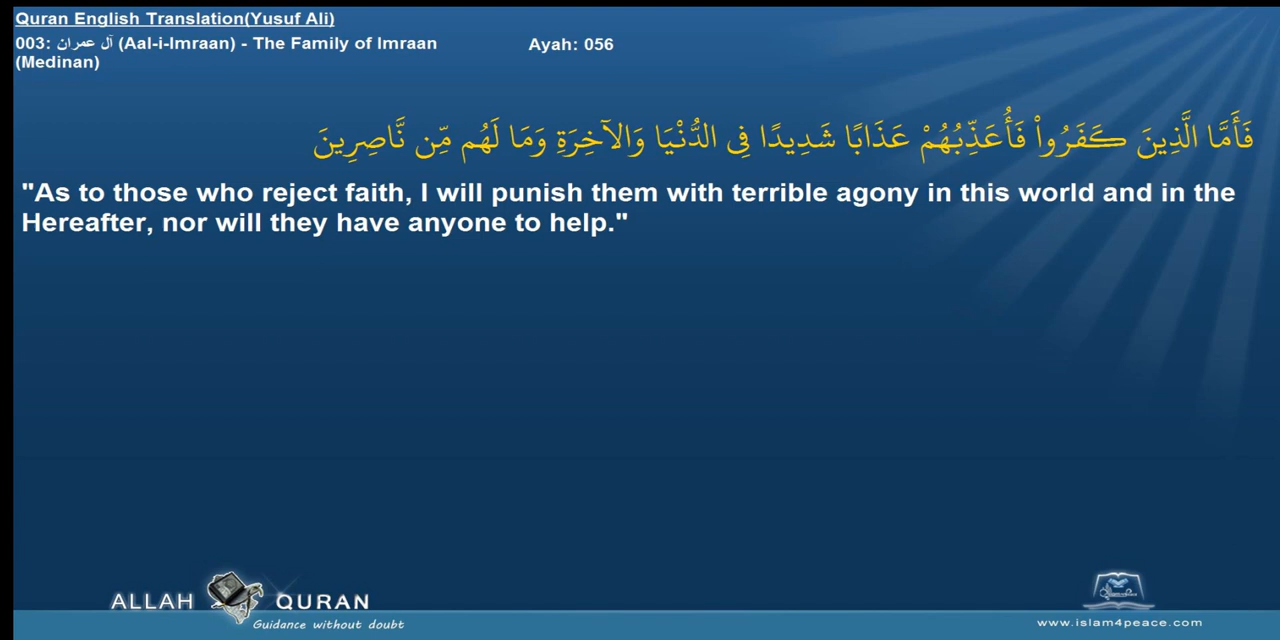 Quran English Translation(Yusuf Ali)
003: آل عمران (Aal-i-Imraan) - The Family of Imraan
(Medinan)
Ayah: 056
فَأَمَّا الَّذِينَ كَفَرُواْ فَأُعَذِّبُهُمْ عَذَابًا شَدِيدًا فِي الدُّنْيَا وَالآخِرَةِ وَمَا لَهُم مِّن نَّاصِرِينَ
"As to those who reject faith, I will punish them with terrible agony in this world and in the
Hereafter, nor will they have anyone to help."
ALLAH QURAN
Guidance without doubt
www.islam4peace.com